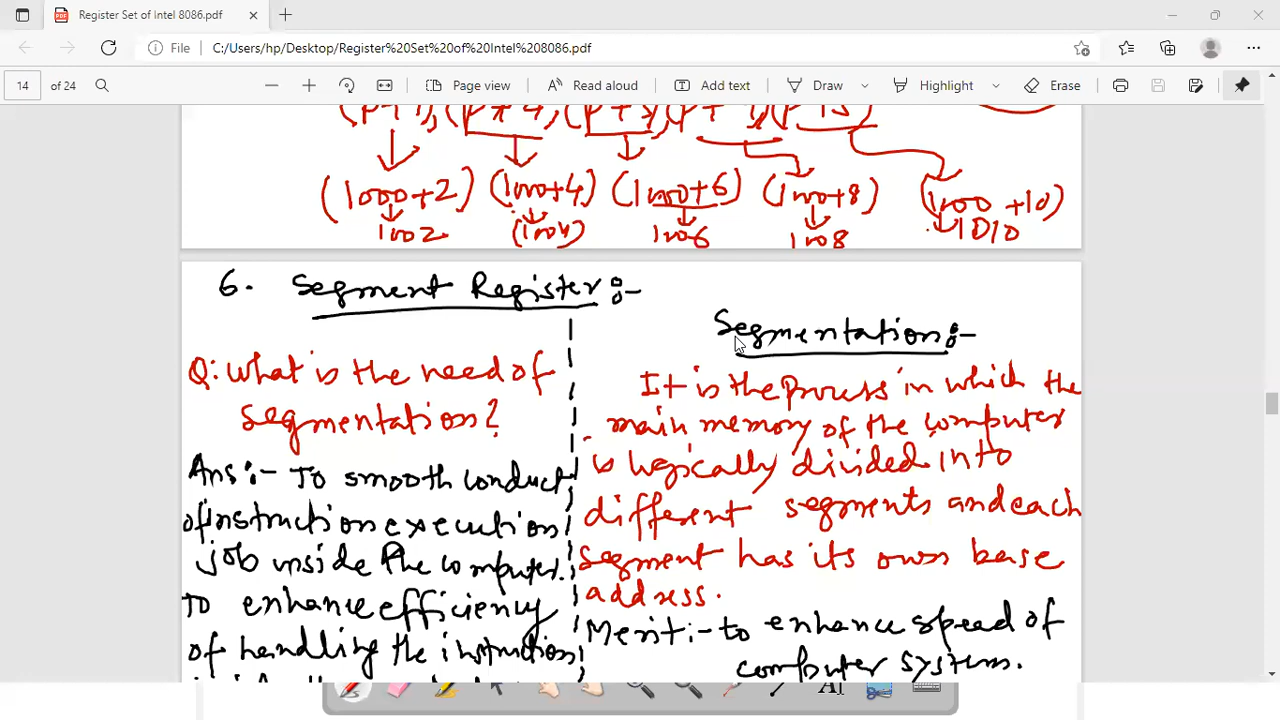 Register Set of Intel 8086.pdf
File C:/Users/hp/Desktop/Register%20Set%20of%20Intel%208086.pdf
14 of 24 Page view Read aloud Add text Draw Highlight Erase
(1000+2) (1000+4) (1000+6) (1000+8) (1000+10)
1002 (1004) 1006 1008 1010
6. Segment Register :-
Q: What is the need of
segmentation?
Ans:- To smooth conduct
of instruction execution
job inside the computer.
To enhance efficiency
of handling the instruction
Segmentation :-
It is the process in which the
main memory of the computer
is logically divided into
different segments and each
segment has its own base
address.
Merit:- to enhance spead of
computer system.